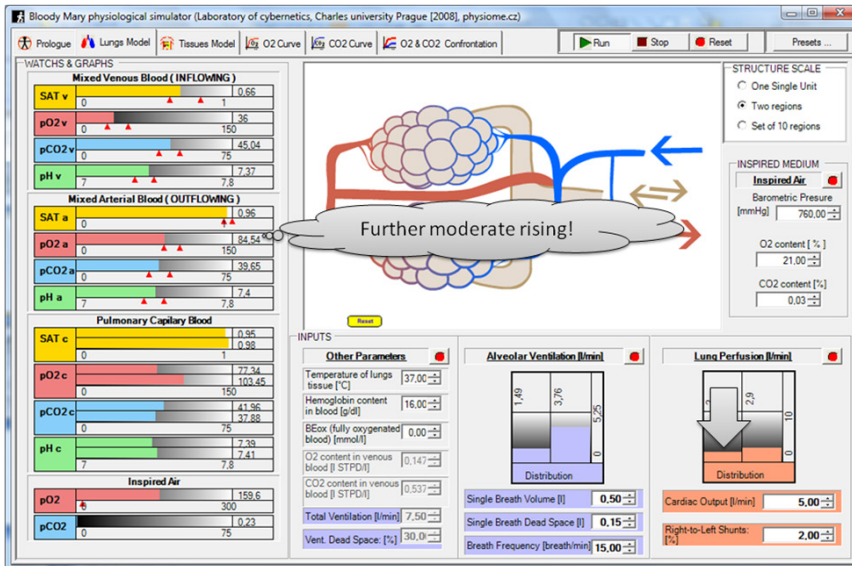 Bloody Mary physiological simulator (Laboratory of cybernetics, Charles university Prague [2008], physiome.cz)
Prologue Lungs Model Tissues Model O2 Curve CO2 Curve O2 & CO2 Confrontation Run Stop Reset Presets ...
WATCHS & GRAPHS
Mixed Venous Blood ( INFLOWING )
SAT v 0,66
0 1
pO2 v 36
0 150
pCO2 v 45,04
0 75
pH v 7,37
7 7,8
Mixed Arterial Blood ( OUTFLOWING )
SAT a 0,96
0
pO2 a 84,54
0 150
pCO2 a 39,65
0 75
pH a 7,4
7 7,8
Pulmonary Capilary Blood
SAT c 0,95
0,98
0 1
pO2 c 77,34
103,45
0 150
pCO2 c 41,96
37,88
0 75
pH c 7,39
7,41
7 7,8
Inspired Air
pO2 159,6
300
pCO2 0,23
0 75
Further moderate rising!
Reset
STRUCTURE SCALE
One Single Unit
Two regions
Set of 10 regions
INSPIRED MEDIUM
Inspired Air
Barometric Presure
[mmHg] 760,00
O2 content [ % ]
21,00
CO2 content [%]
0,03
INPUTS
Other Parameters
Temperature of lungs
tissue [°C] 37,00
Hemoglobin content
in blood [g/dl] 16,00
BEox (fully oxygenated
blood) [mmol/l] 0,00
O2 content in venous
blood [l STPD/l] 0,147
CO2 content in venous
blood [l STPD/l] 0,537
Total Ventilation [l/min] 7,50
Vent. Dead Space: [%] 30,0
Alveolar Ventilation [l/min]
1,49 3,76 5,25
0
Distribution
Single Breath Volume [l] 0,50
Single Breath Dead Space [l] 0,15
Breath Frequency [breath/min] 15,00
Lung Perfusion [l/min]
2,9 10
0
Distribution
Cardiac Output [l/min] 5,00
Right-to-Left Shunts:
[%] 2,00